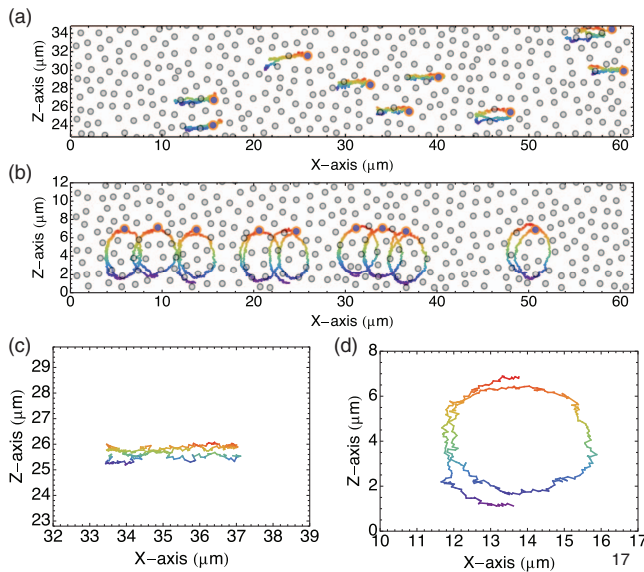 (a)
Z-axis (μm)
34
32
30
28
26
24
0 10 20 30 40 50 60
X-axis (μm)
(b)
Z-axis (μm)
12
10
8
6
4
2
0
0 10 20 30 40 50 60
X-axis (μm)
(c)
Z-axis (μm)
29
28
27
26
25
24
23
32 33 34 35 36 37 38 39
X-axis (μm)
(d)
Z-axis (μm)
8
6
4
2
0
10 11 12 13 14 15 16 17
X-axis (μm)
17